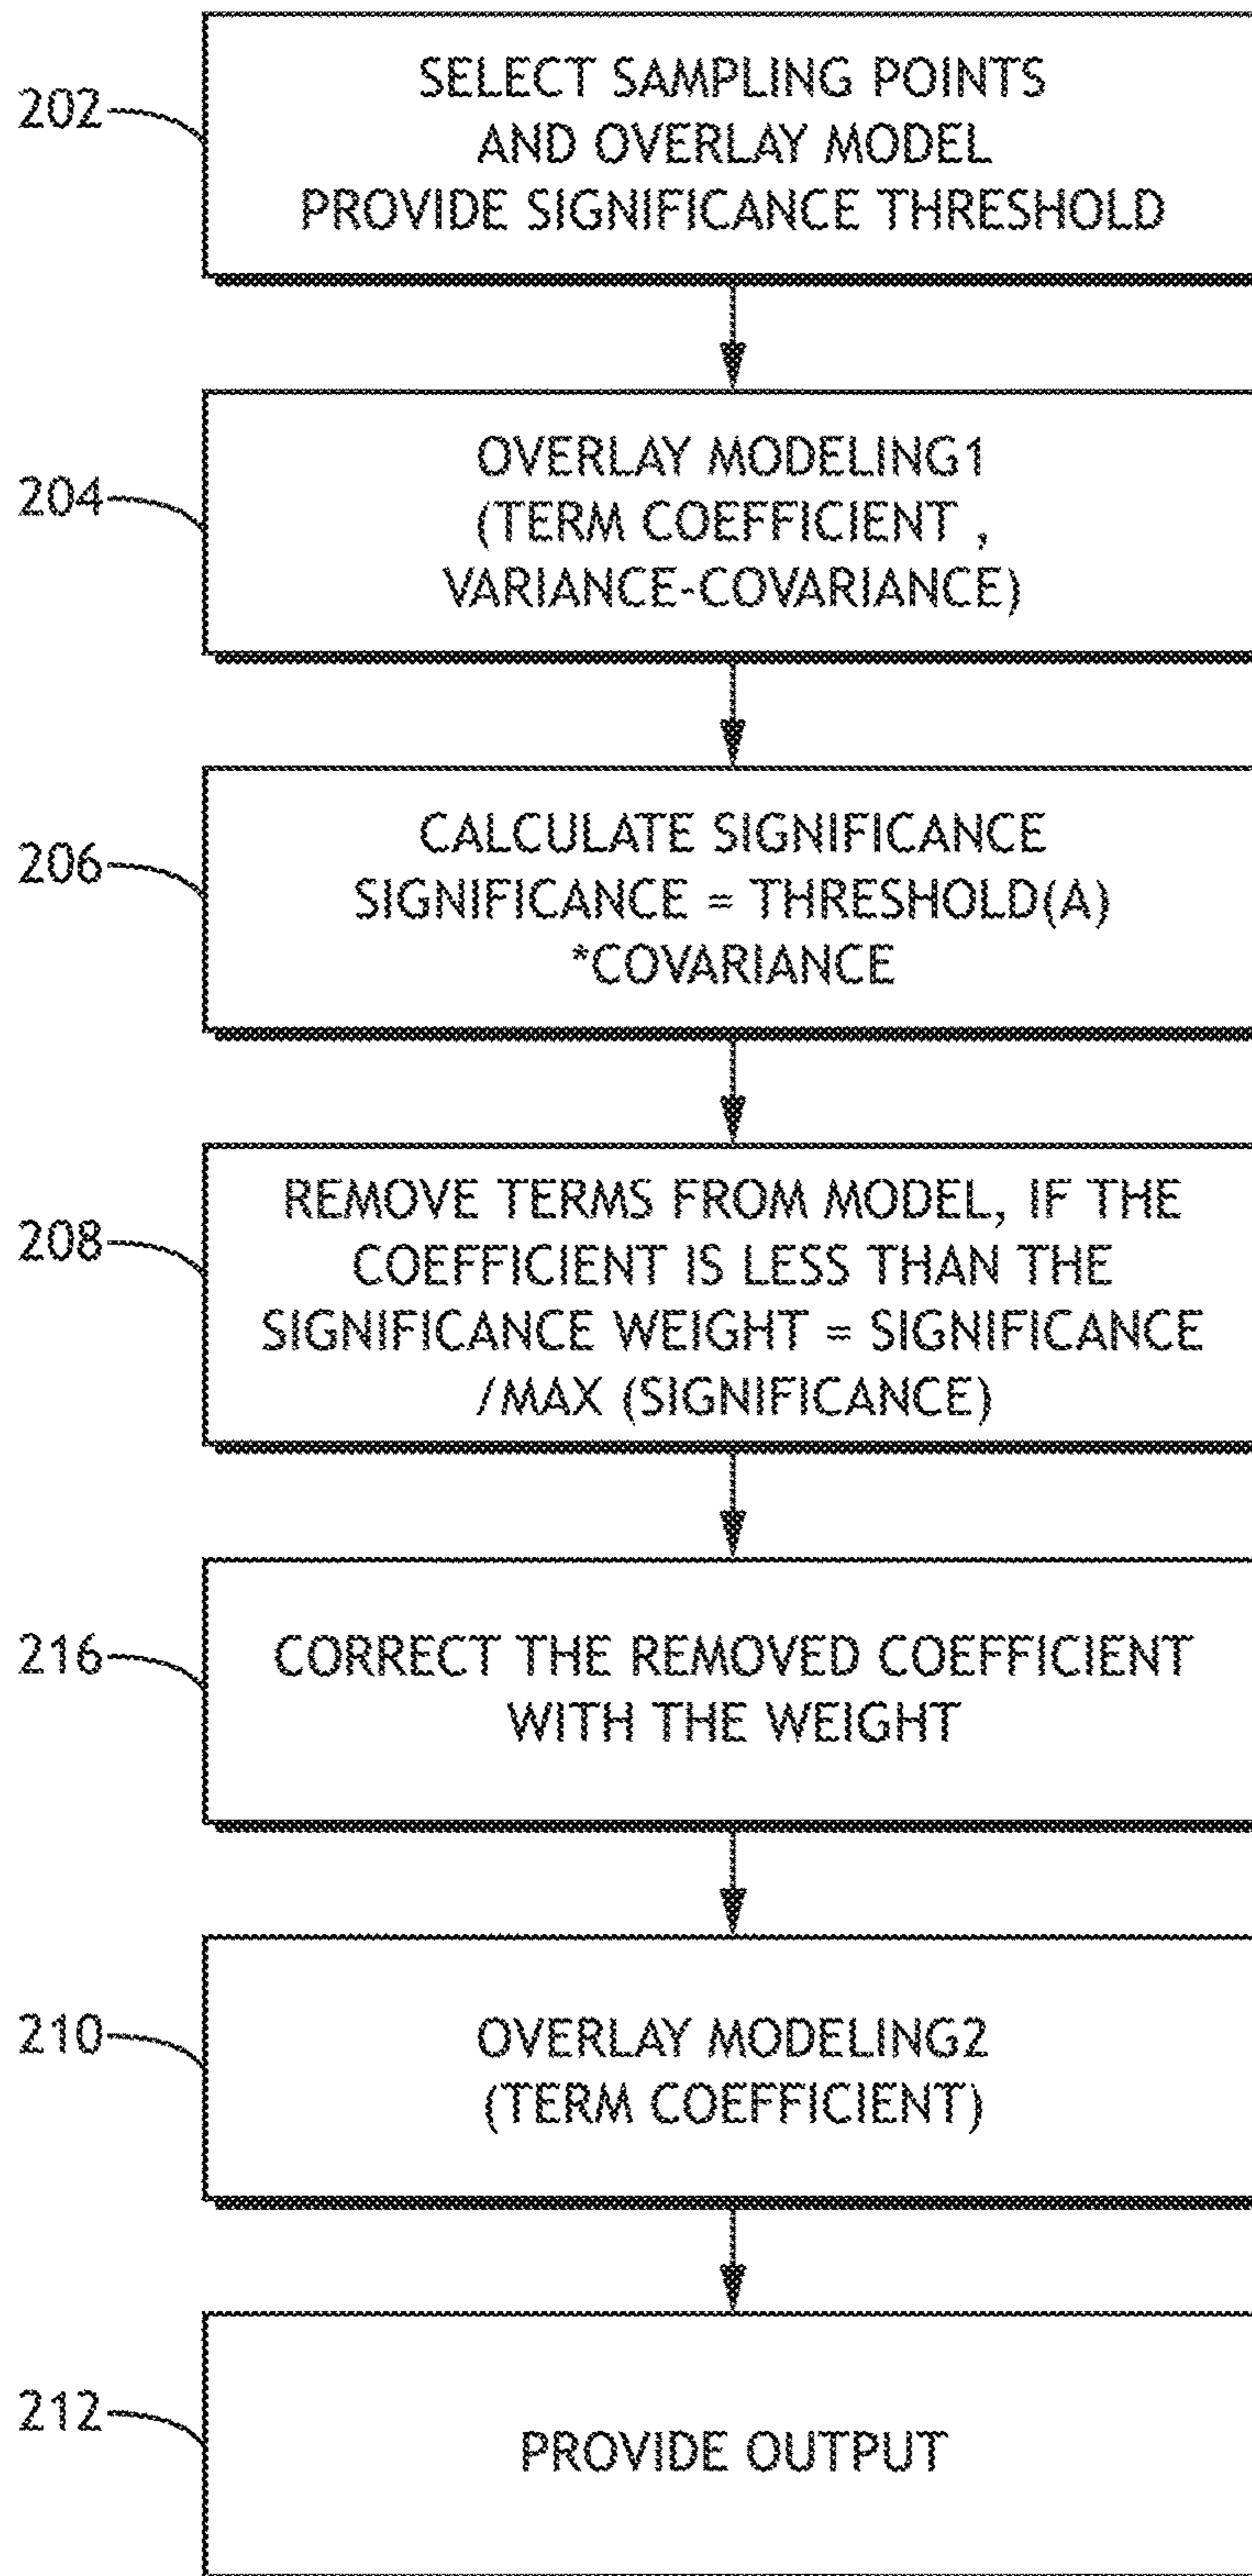 202
SELECT SAMPLING POINTS
AND OVERLAY MODEL
PROVIDE SIGNIFICANCE THRESHOLD
204
OVERLAY MODELING1
(TERM COEFFICIENT ,
VARIANCE-COVARIANCE)
206
CALCULATE SIGNIFICANCE
SIGNIFICANCE = THRESHOLD(A)
*COVARIANCE
208
REMOVE TERMS FROM MODEL, IF THE
COEFFICIENT IS LESS THAN THE
SIGNIFICANCE WEIGHT = SIGNIFICANCE
/MAX (SIGNIFICANCE)
216
CORRECT THE REMOVED COEFFICIENT
WITH THE WEIGHT
210
OVERLAY MODELING2
(TERM COEFFICIENT)
212
PROVIDE OUTPUT